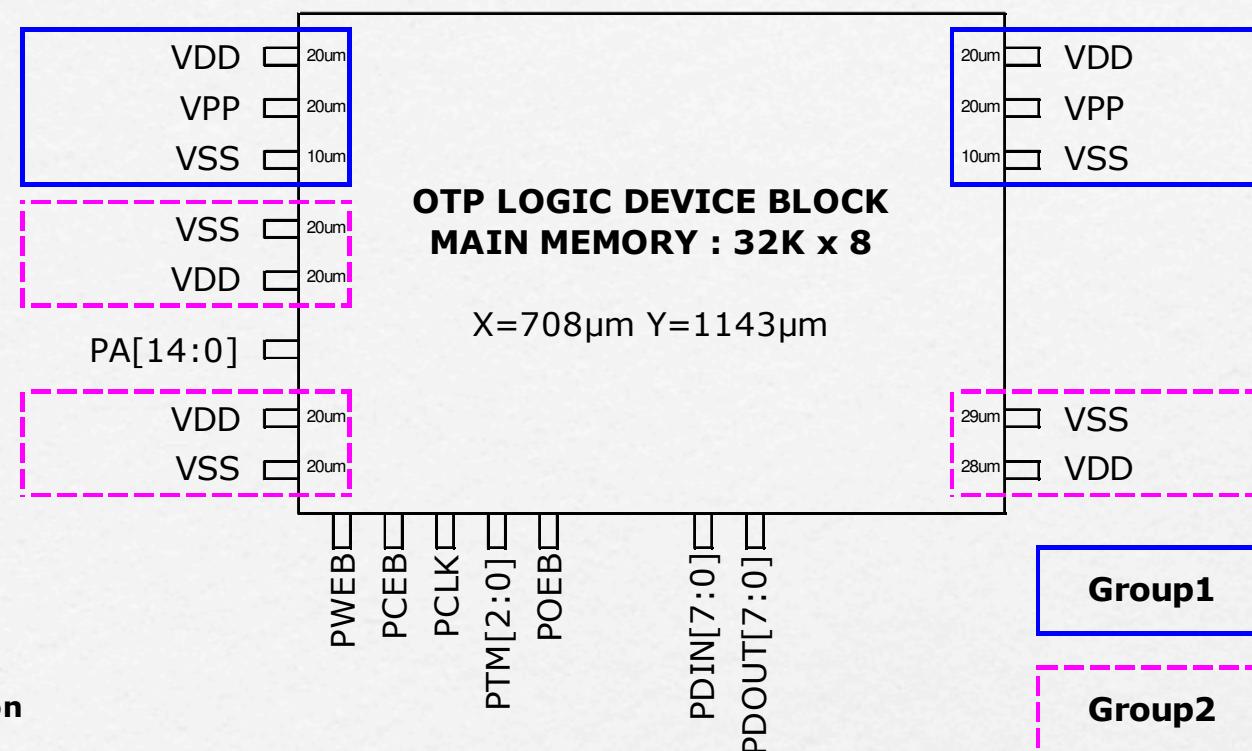 VDD 20um 20um VDD
VPP 20um 20um VPP
VSS 10um 10um VSS
OTP LOGIC DEVICE BLOCK
VSS 20um
MAIN MEMORY : 32K x 8
VDD 20um
X=708µm Y=1143µm
PA[14:0]
VDD 20um 29um VSS
VSS 20um 28um VDD
PWEB
PCEB
PCLK
PTM[2:0]
POEB
PDIN[7:0]
PDOUT[7:0]
Group1
Group2